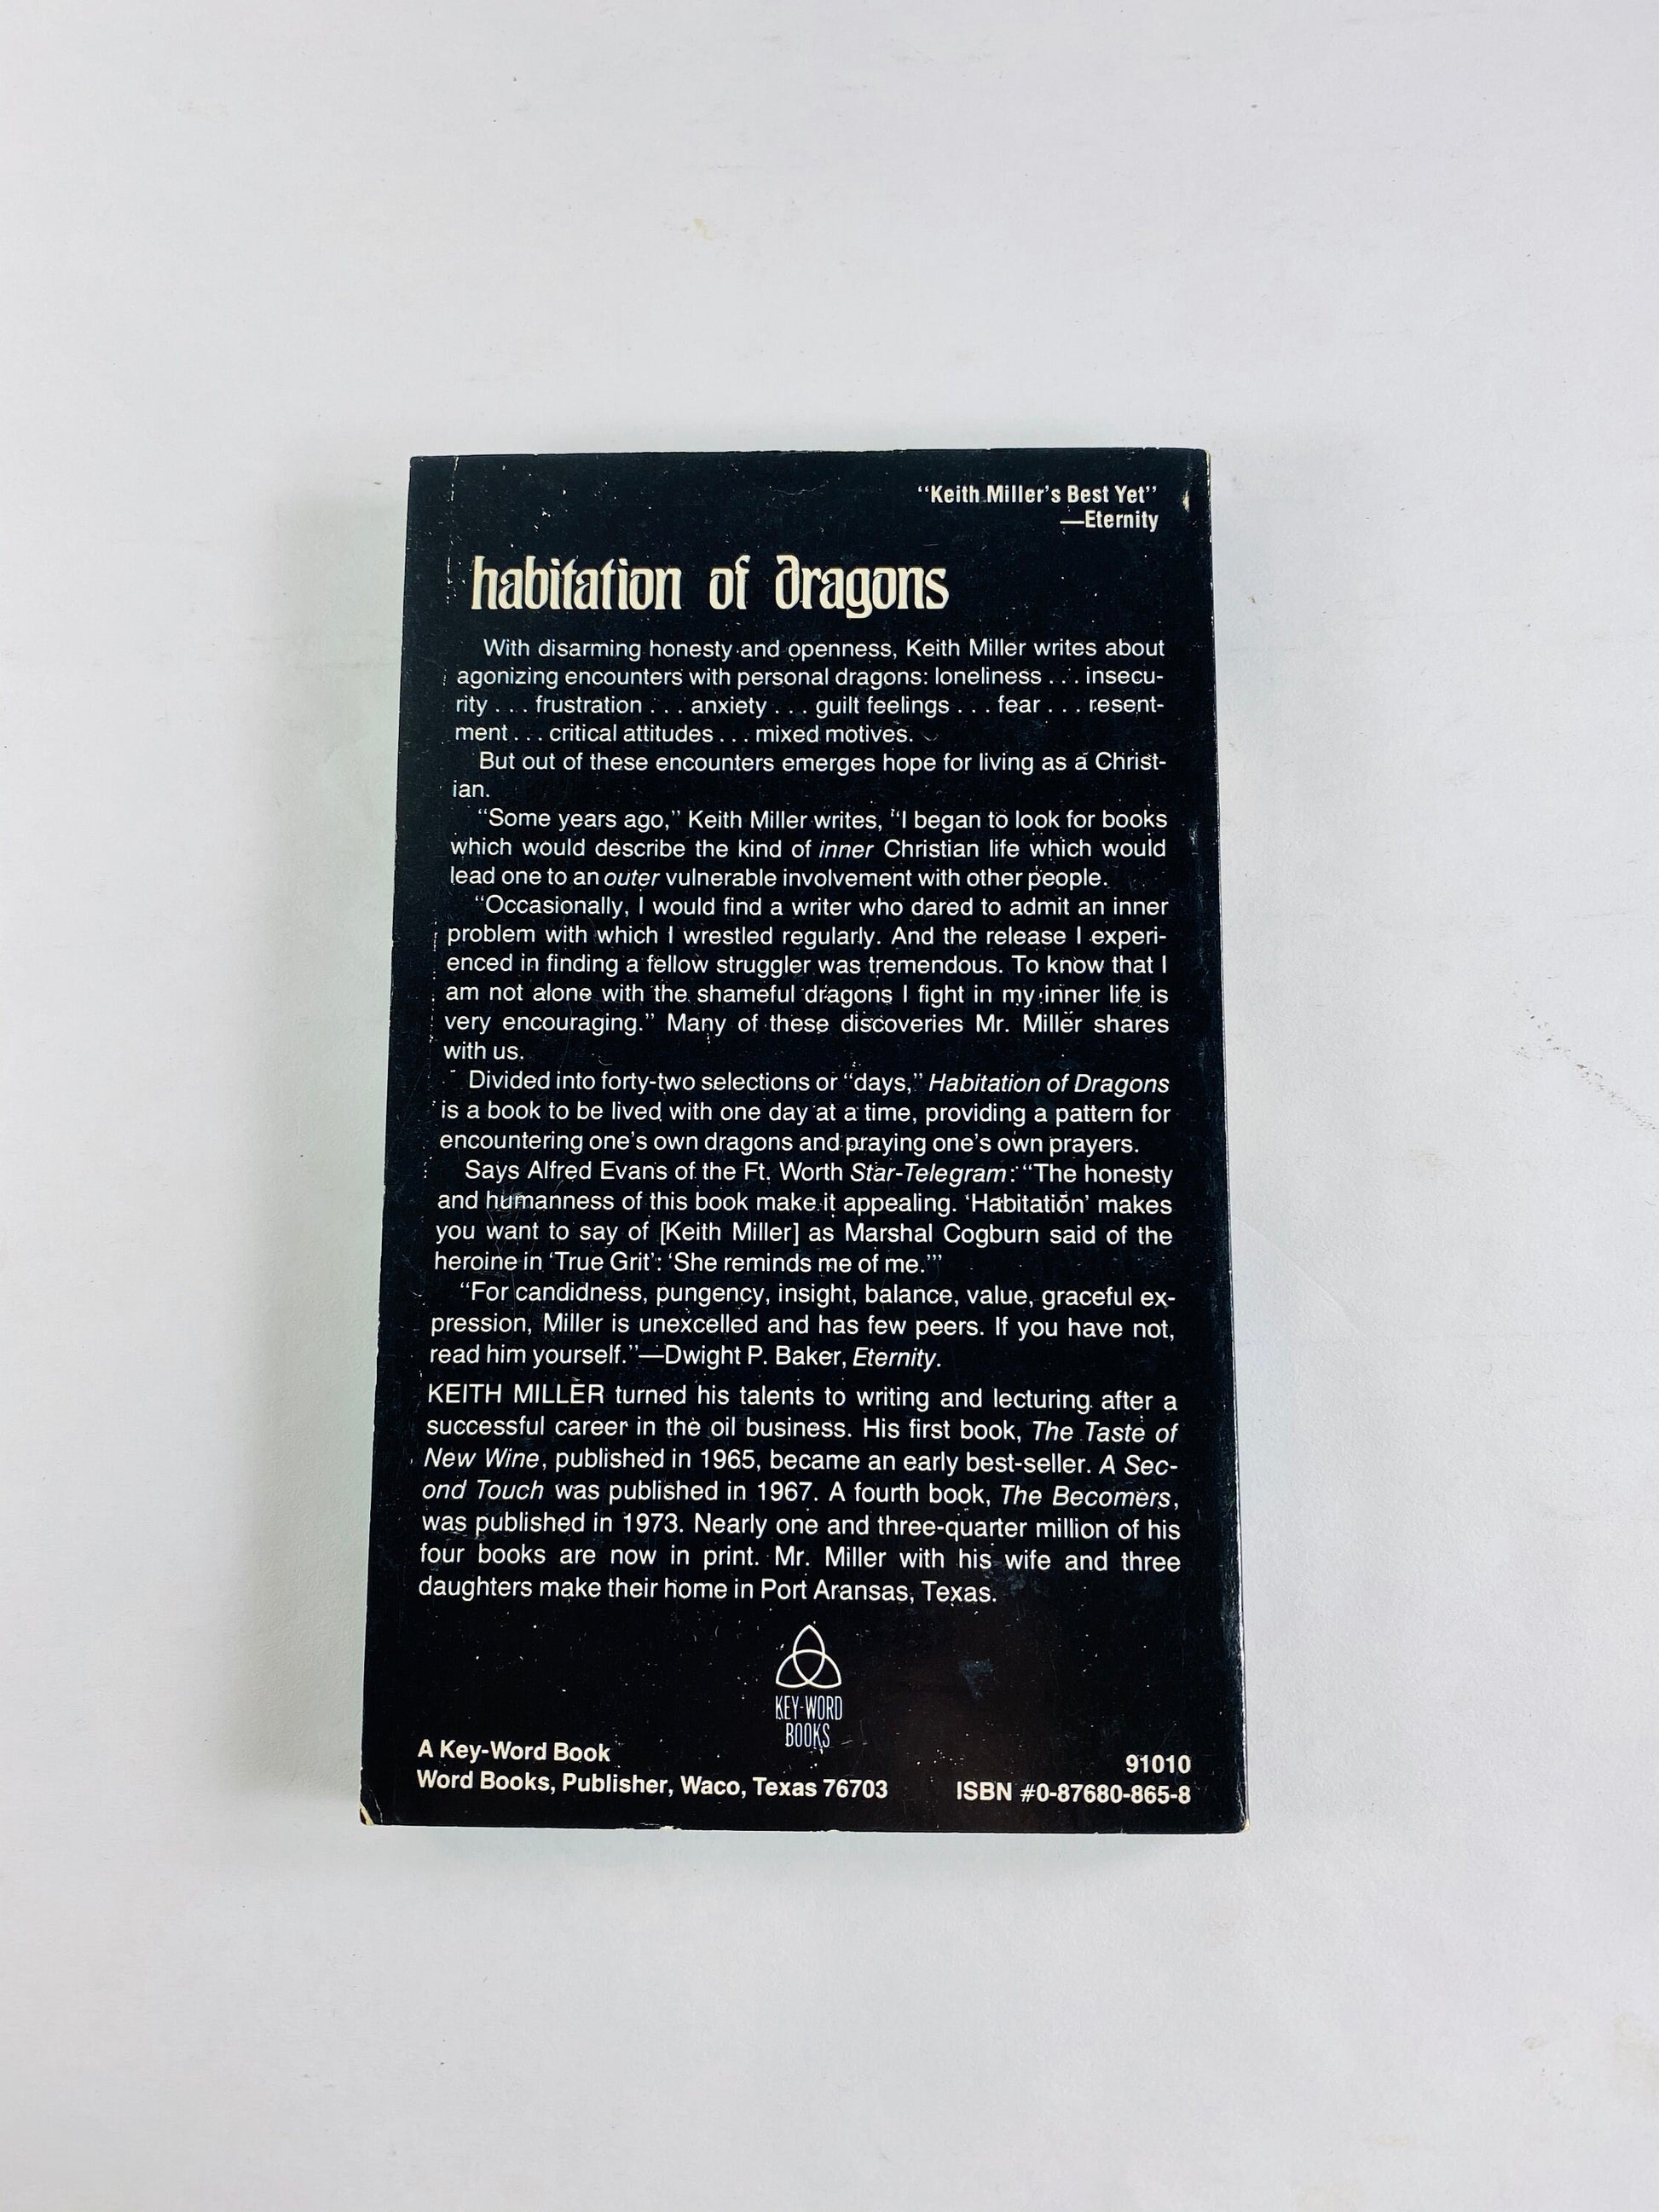 “Keith Miller’s Best Yet”
—Eternity
habitation of dragons
With disarming honesty and openness, Keith Miller writes about
agonizing encounters with personal dragons: loneliness . . . insecu-
rity . . . frustration . . . anxiety . . . guilt feelings . . . fear . . . resent-
ment . . . critical attitudes . . . mixed motives.
But out of these encounters emerges hope for living as a Christ-
ian.
“Some years ago,” Keith Miller writes, “I began to look for books
which would describe the kind of inner Christian life which would
lead one to an outer vulnerable involvement with other people.
“Occasionally, I would find a writer who dared to admit an inner
problem with which I wrestled regularly. And the release I experi-
enced in finding a fellow struggler was tremendous. To know that I
am not alone with the shameful dragons I fight in my inner life is
very encouraging.” Many of these discoveries Mr. Miller shares
with us.
Divided into forty-two selections or “days,” Habitation of Dragons
is a book to be lived with one day at a time, providing a pattern for
encountering one’s own dragons and praying one’s own prayers.
Says Alfred Evans of the Ft. Worth Star-Telegram: “The honesty
and humanness of this book make it appealing. ‘Habitation’ makes
you want to say of [Keith Miller] as Marshal Cogburn said of the
heroine in ‘True Grit’: ‘She reminds me of me.’”
“For candidness, pungency, insight, balance, value, graceful ex-
pression, Miller is unexcelled and has few peers. If you have not,
read him yourself.”—Dwight P. Baker, Eternity.
KEITH MILLER turned his talents to writing and lecturing after a
successful career in the oil business. His first book, The Taste of
New Wine, published in 1965, became an early best-seller. A Sec-
ond Touch was published in 1967. A fourth book, The Becomers,
was published in 1973. Nearly one and three-quarter million of his
four books are now in print. Mr. Miller with his wife and three
daughters make their home in Port Aransas, Texas.
KEY-WORD
BOOKS
A Key-Word Book
Word Books, Publisher, Waco, Texas 76703
91010
ISBN #0-87680-865-8